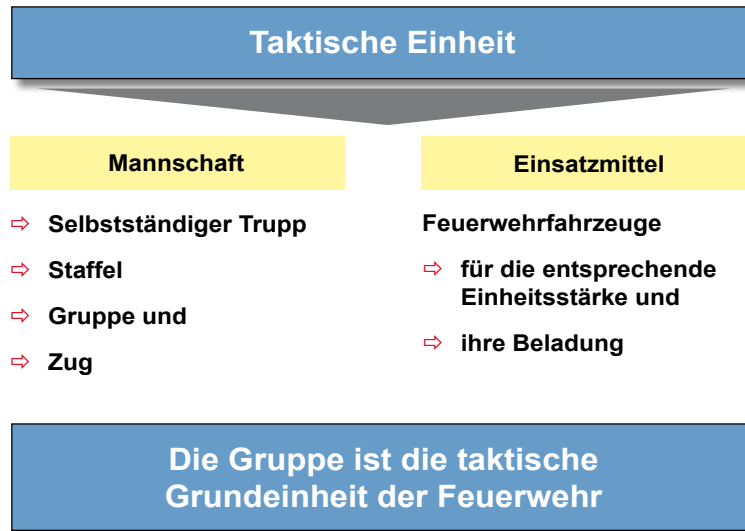 Taktische Einheit
Mannschaft
⇨ Selbstständiger Trupp
⇨ Staffel
⇨ Gruppe und
⇨ Zug
Einsatzmittel
Feuerwehrfahrzeuge
⇨ für die entsprechende
Einheitsstärke und
⇨ ihre Beladung
Die Gruppe ist die taktische
Grundeinheit der Feuerwehr